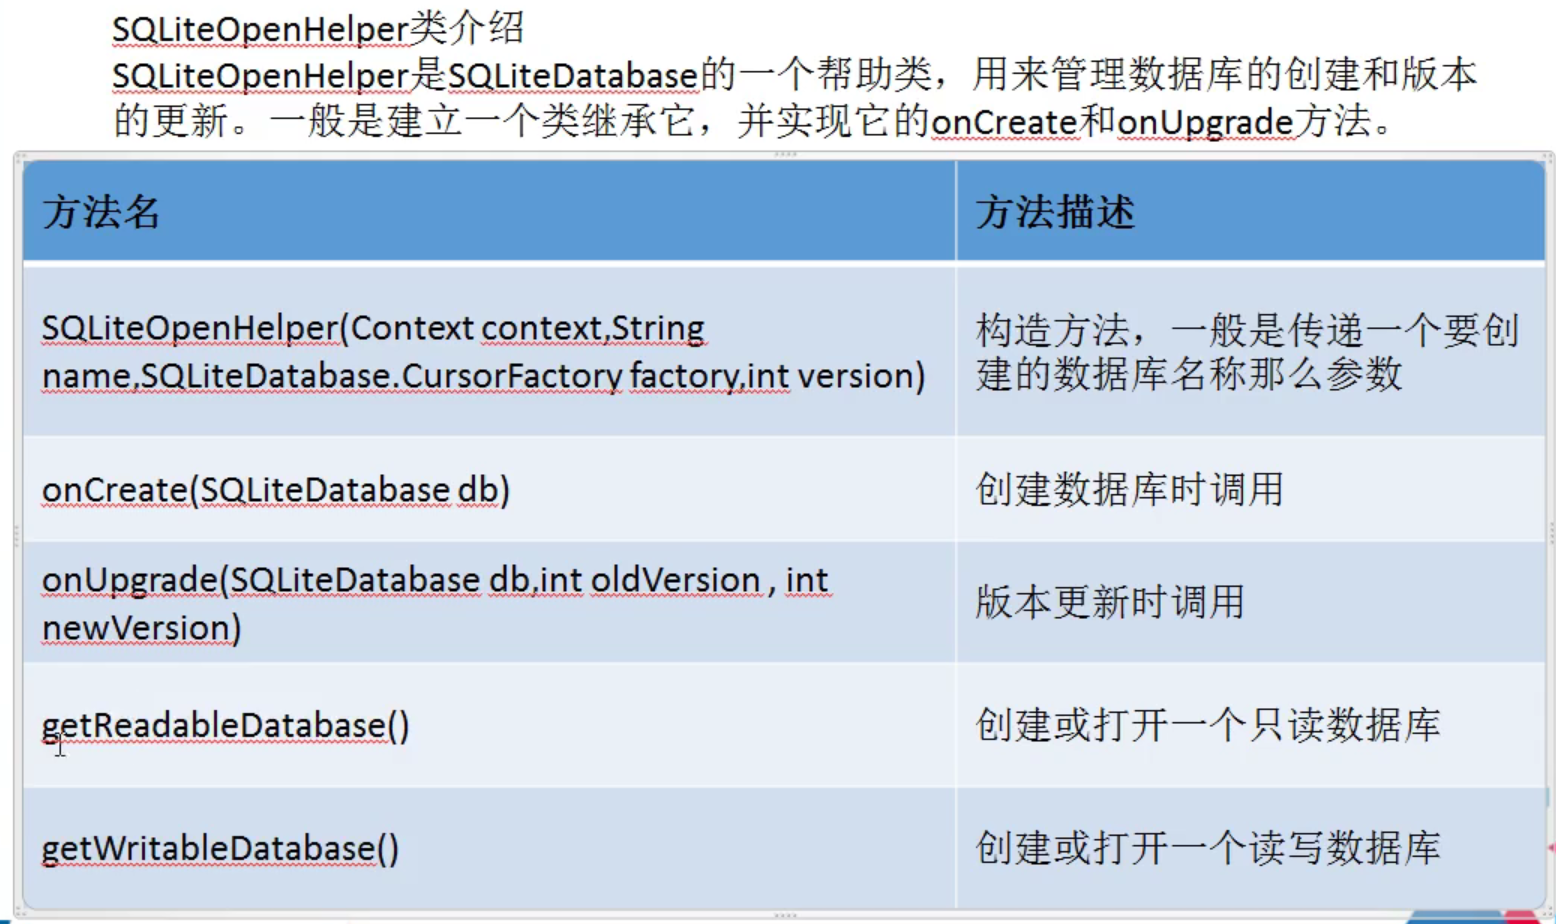 SQLiteOpenHelper类介绍
SQLiteOpenHelper是SQLiteDatabase的一个帮助类，用来管理数据库的创建和版本
的更新。一般是建立一个类继承它，并实现它的onCreate和onUpgrade方法。
方法名
方法描述
SQLiteOpenHelper(Context context,String
name,SQLiteDatabase.CursorFactory factory,int version)
构造方法，一般是传递一个要创
建的数据库名称那么参数
onCreate(SQLiteDatabase db)
创建数据库时调用
onUpgrade(SQLiteDatabase db,int oldVersion , int
newVersion)
版本更新时调用
getReadableDatabase()
创建或打开一个只读数据库
getWritableDatabase()
创建或打开一个读写数据库